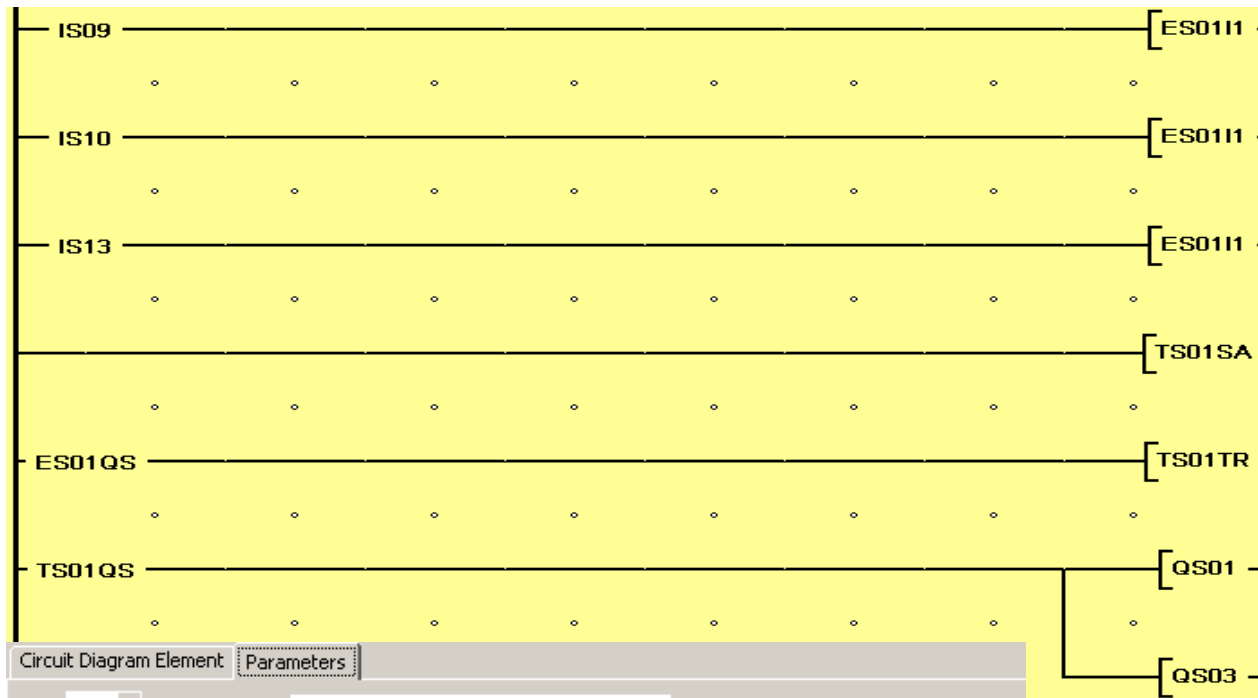 IS09 ES01I1
IS10 ES01I1
IS13 ES01I1
TS01SA
ES01QS TS01TR
TS01QS QS01
Circuit Diagram Element Parameters
QS03